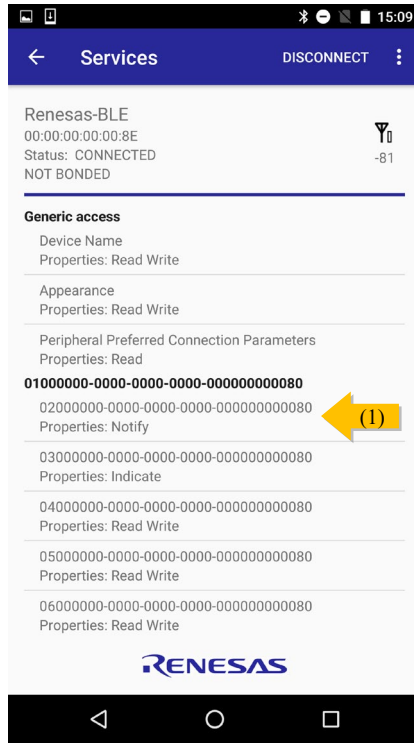 15:09
Services
DISCONNECT
Renesas-BLE
00:00:00:00:00:8E
Status: CONNECTED
-81
NOT BONDED
Generic access
Device Name
Properties: Read Write
Appearance
Properties: Read Write
Peripheral Preferred Connection Parameters
Properties: Read
01000000-0000-0000-0000-000000000080
02000000-0000-0000-0000-000000000080
(1)
Properties: Notify
03000000-0000-0000-0000-000000000080
Properties: Indicate
04000000-0000-0000-0000-000000000080
Properties: Read Write
05000000-0000-0000-0000-000000000080
Properties: Read Write
06000000-0000-0000-0000-000000000080
Properties: Read Write
RENESAS